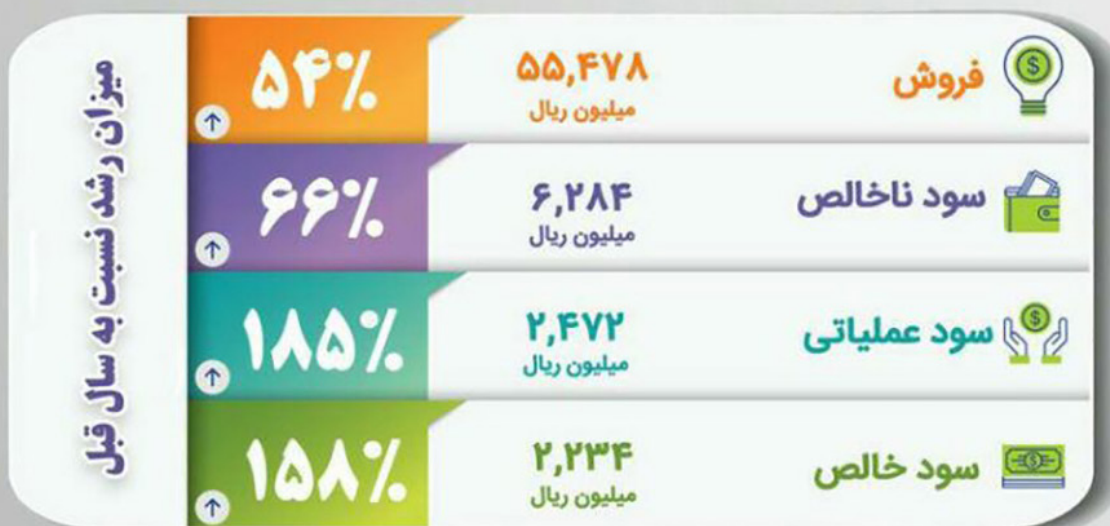 فروش
۵۵,۴۷۸
میلیون ریال
۵۴%
سود ناخالص
۶,۲۸۴
میلیون ریال
۶۶%
سود عملیاتی
۲,۴۷۲
میلیون ریال
۱۸۵%
سود خالص
۲,۲۳۴
میلیون ریال
۱۵۸%
میزان رشد نسبت به سال قبل